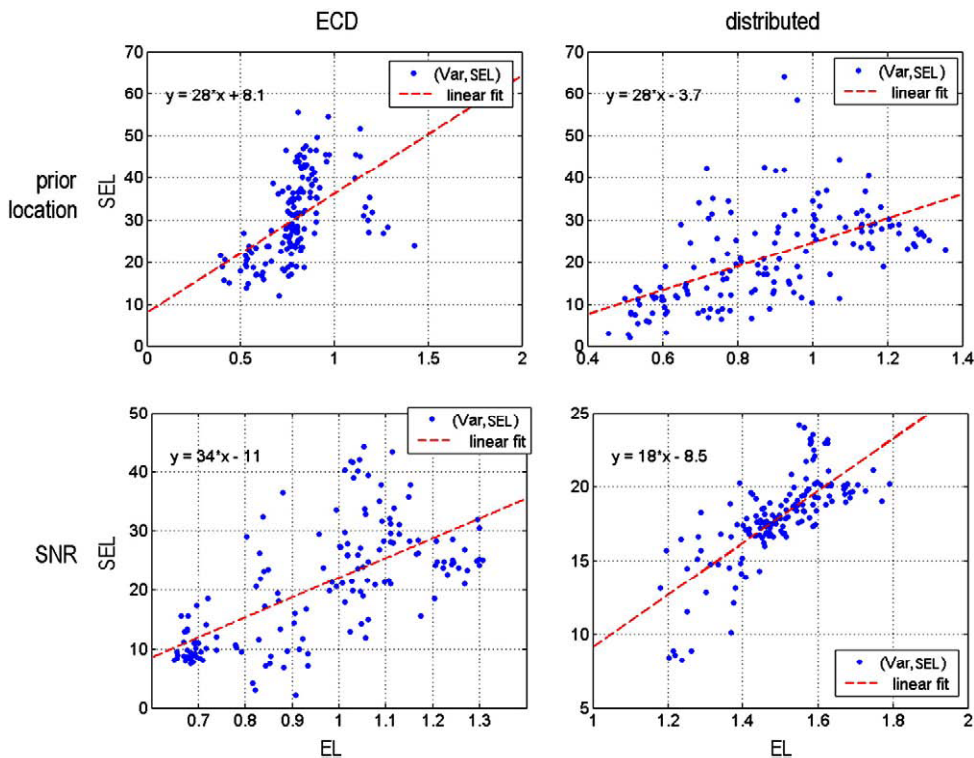 ECD
distributed
prior
location
SEL
70
60
50
40
30
20
10
0
0
0.5
1
1.5
2
y = 28*x + 8.1
(Var,SEL)
linear fit
70
60
50
40
30
20
10
0
0.4
0.6
0.8
1
1.2
1.4
y = 28*x - 3.7
(Var,SEL)
linear fit
SNR
SEL
50
40
30
20
10
0
0.7
0.8
0.9
1
1.1
1.2
1.3
EL
y = 34*x - 11
(Var,SEL)
linear fit
25
20
15
10
5
1
1.2
1.4
1.6
1.8
2
EL
y = 18*x - 8.5
(Var,SEL)
linear fit